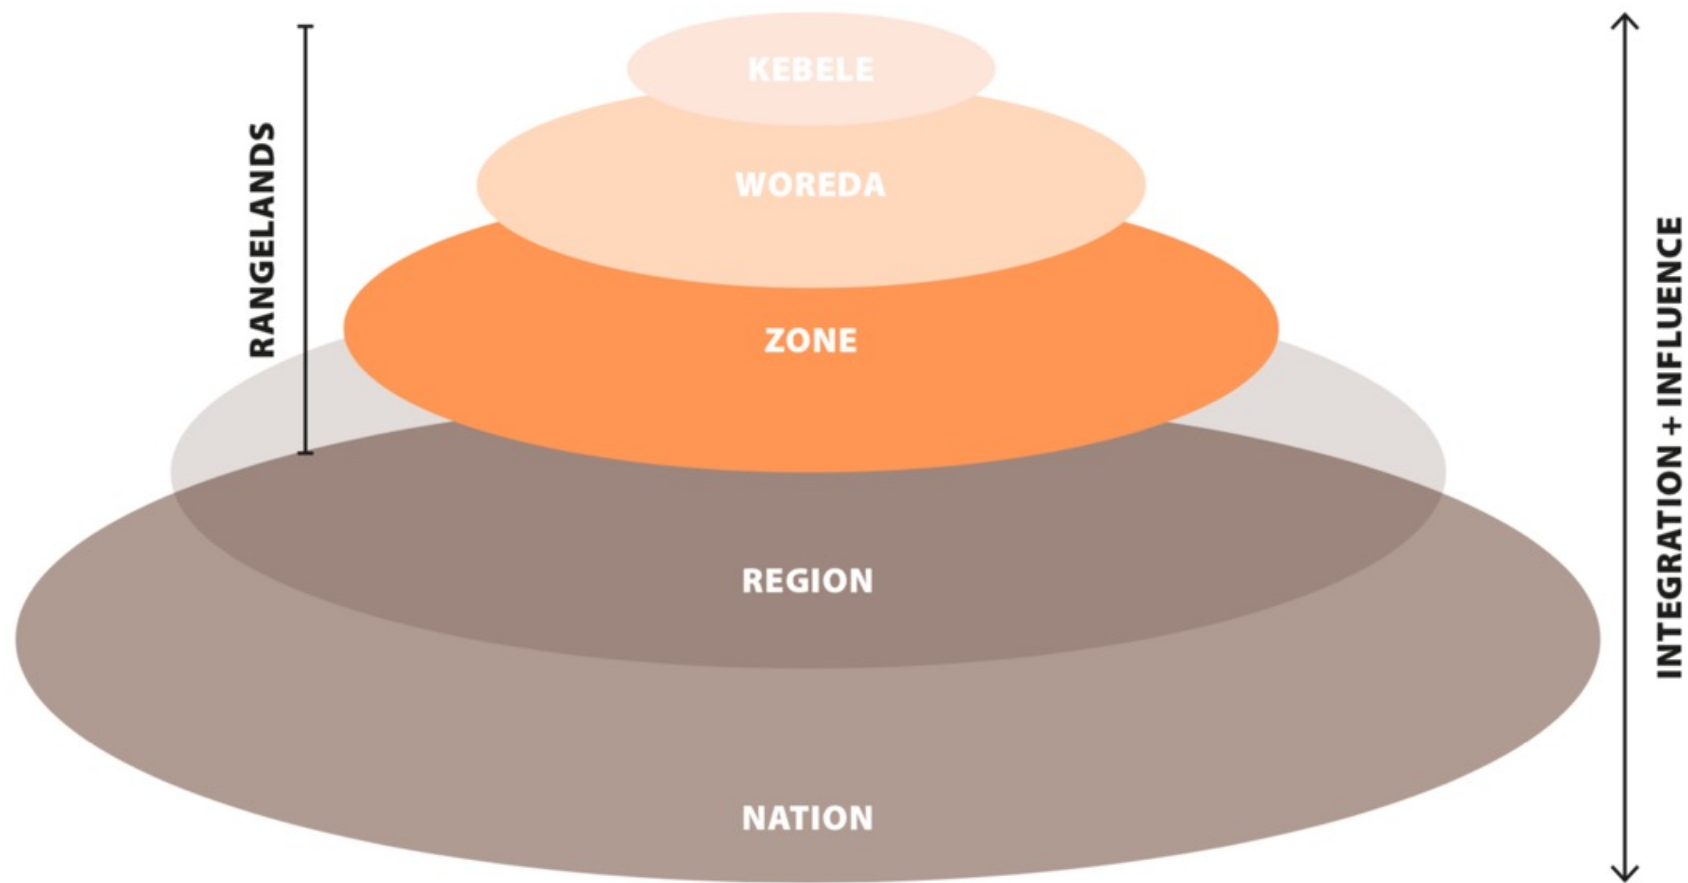 KEBELE
WOREDA
ZONE
REGION
NATION
RANGELANDS
INTEGRATION + INFLUENCE